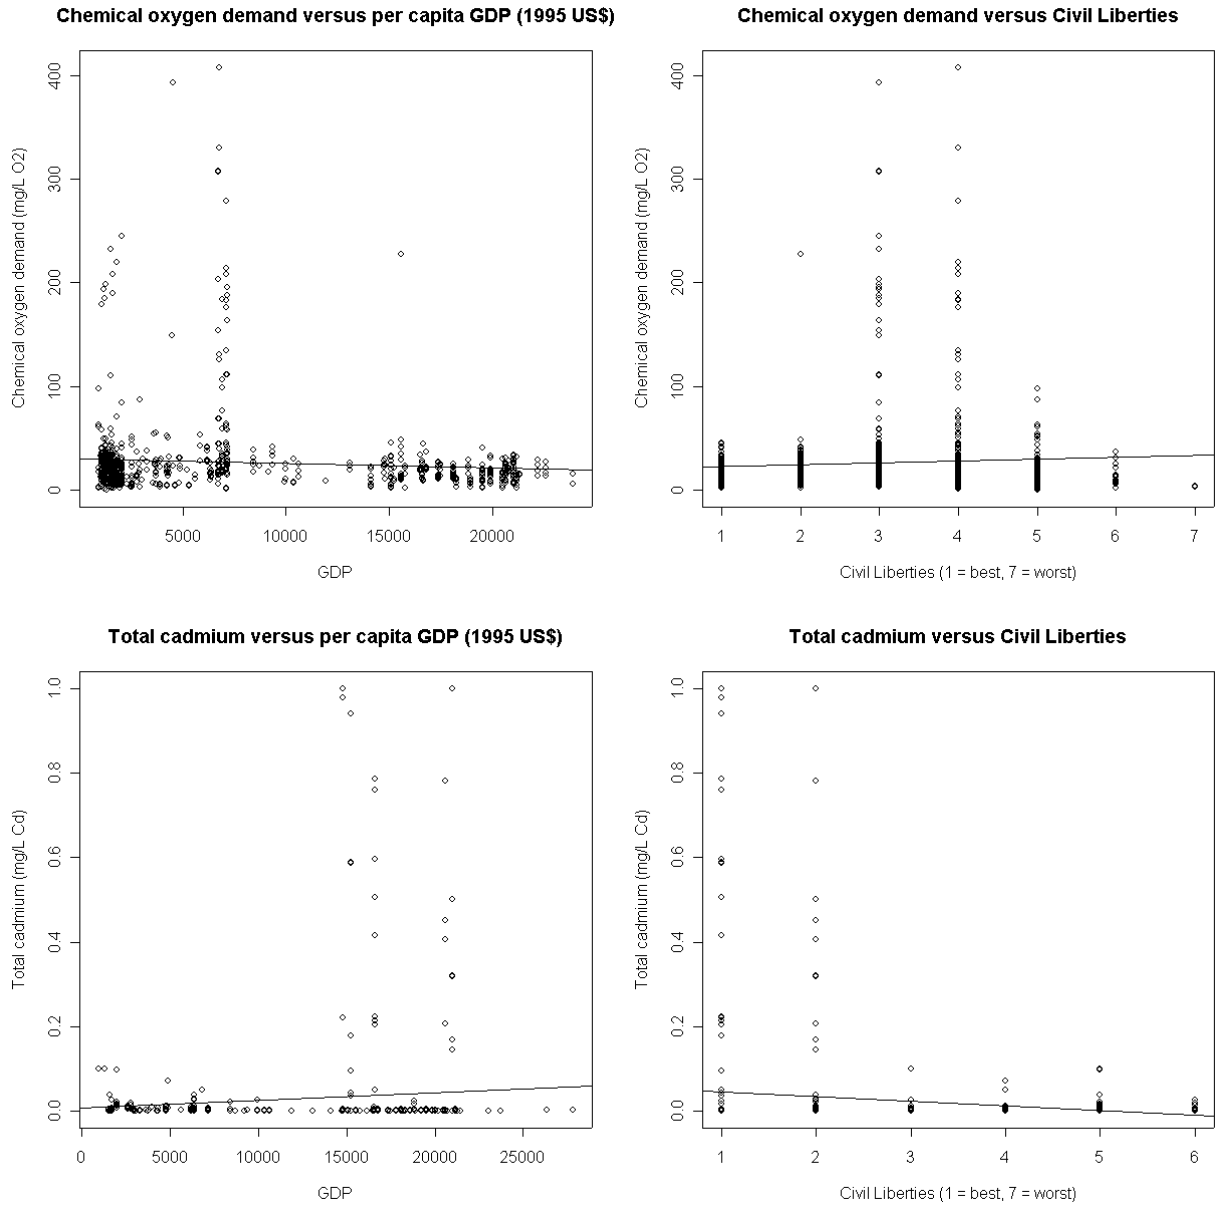 Chemical oxygen demand versus per capita GDP (1995 US$)
Chemical oxygen demand (mg/L O2)
400
300
200
100
0
5000 10000 15000 20000
GDP
Chemical oxygen demand versus Civil Liberties
Chemical oxygen demand (mg/L O2)
400
300
200
100
0
1 2 3 4 5 6 7
Civil Liberties (1 = best, 7 = worst)
Total cadmium versus per capita GDP (1995 US$)
Total cadmium (mg/L Cd)
1.0
0.8
0.6
0.4
0.2
0.0
0 5000 10000 15000 20000 25000
GDP
Total cadmium versus Civil Liberties
Total cadmium (mg/L Cd)
1.0
0.8
0.6
0.4
0.2
0.0
1 2 3 4 5 6
Civil Liberties (1 = best, 7 = worst)